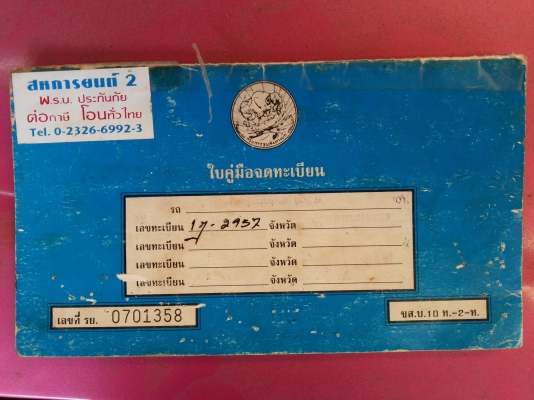 สหการยนต์ 2
พ.ร.บ. ประกันภัย
ต่อภาษี โอนทั่วไทย
Tel. 0-2326-6992-3
ใบคู่มือจดทะเบียน
รถ
เลขทะเบียน 17-2957 จังหวัด
เลขทะเบียน จังหวัด
เลขทะเบียน จังหวัด
เลขทะเบียน จังหวัด
เลขที่ รย. 0701358
ขส.บ.10 ท.-2-ท.